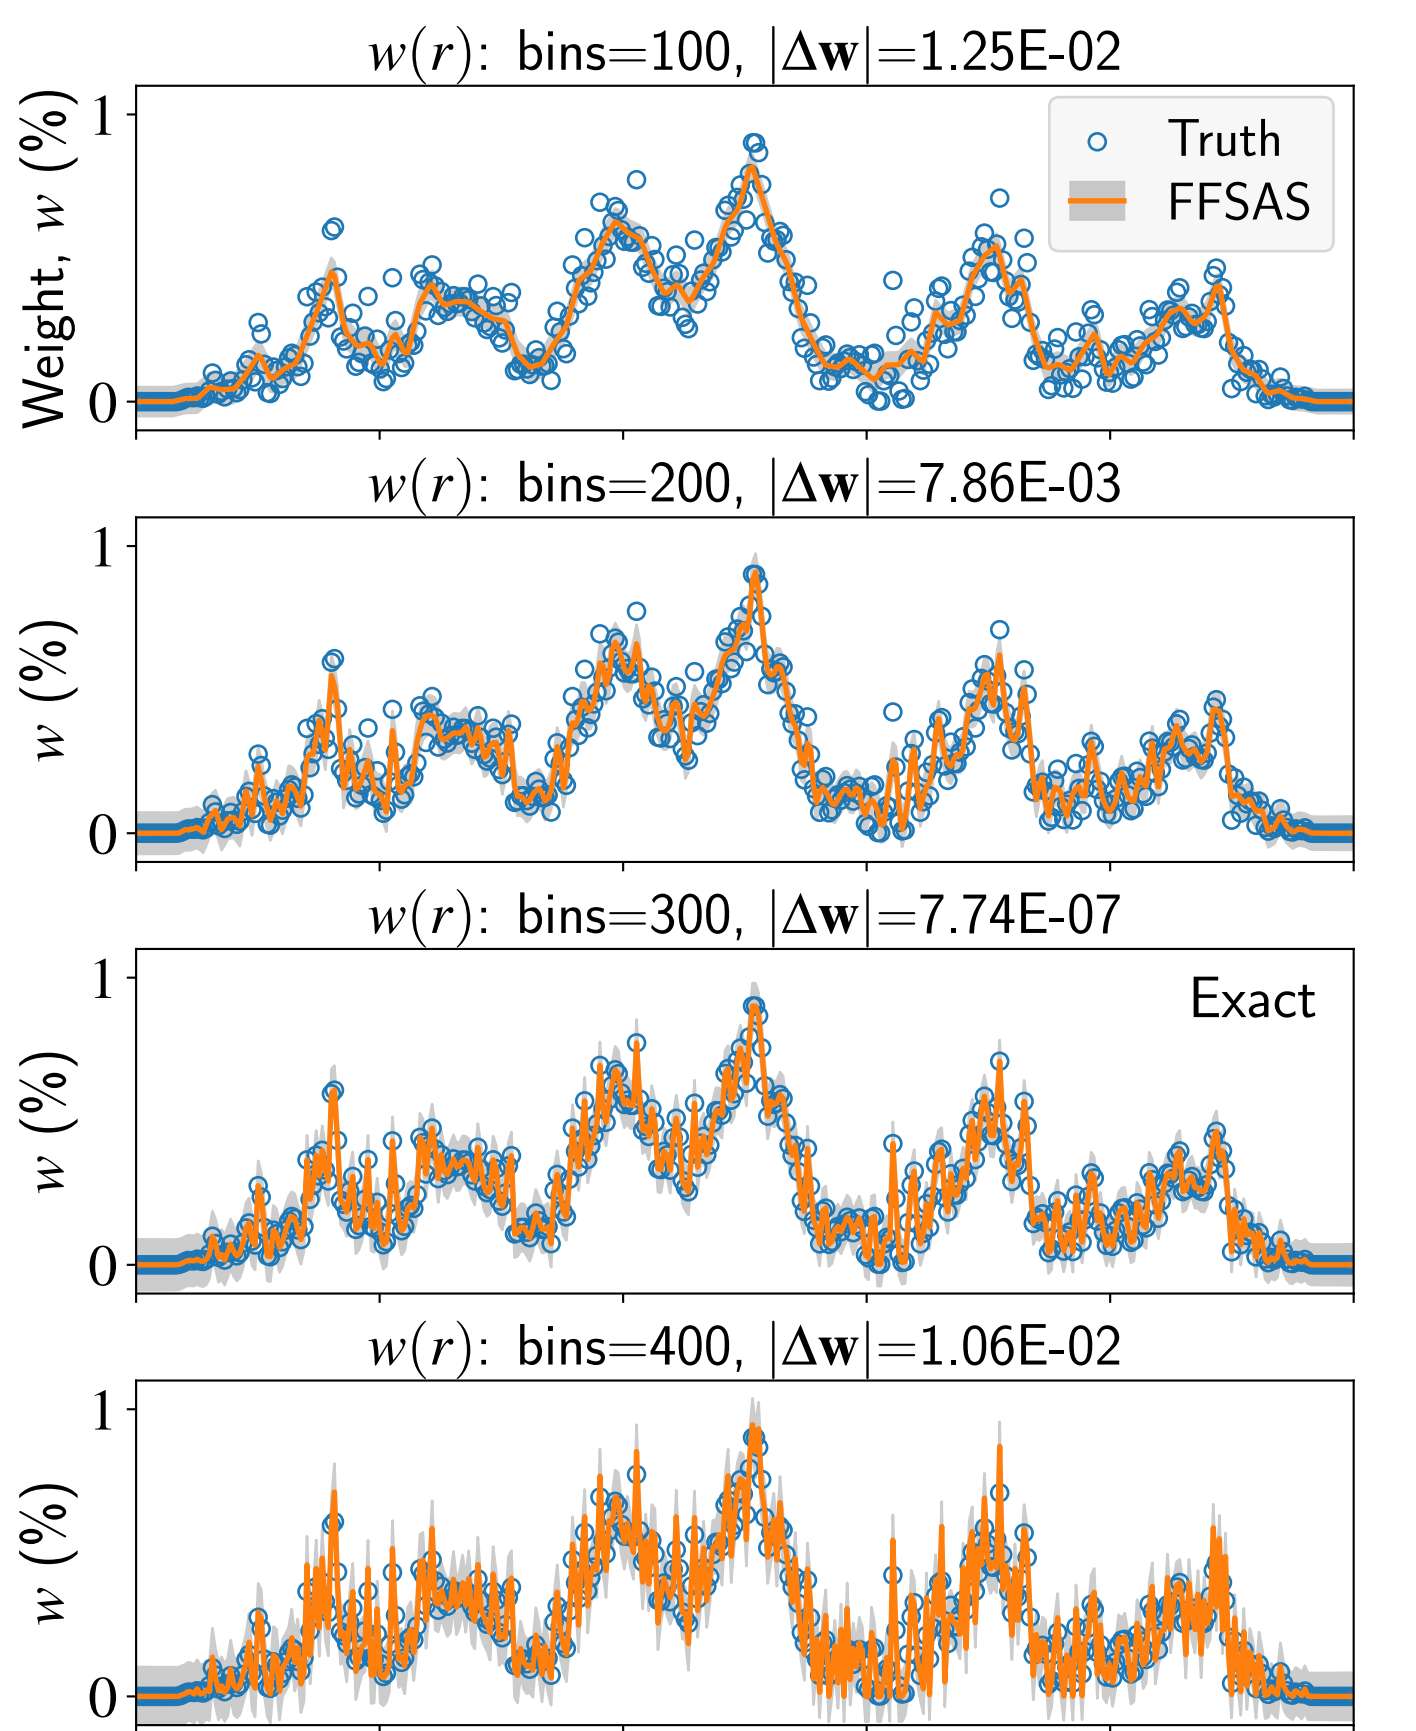 w(r): bins=100, |Δw|=1.25E-02
Weight, w (%)
1
0
Truth
FFSAS
w(r): bins=200, |Δw|=7.86E-03
w (%)
1
0
w(r): bins=300, |Δw|=7.74E-07
w (%)
1
0
Exact
w(r): bins=400, |Δw|=1.06E-02
w (%)
1
0